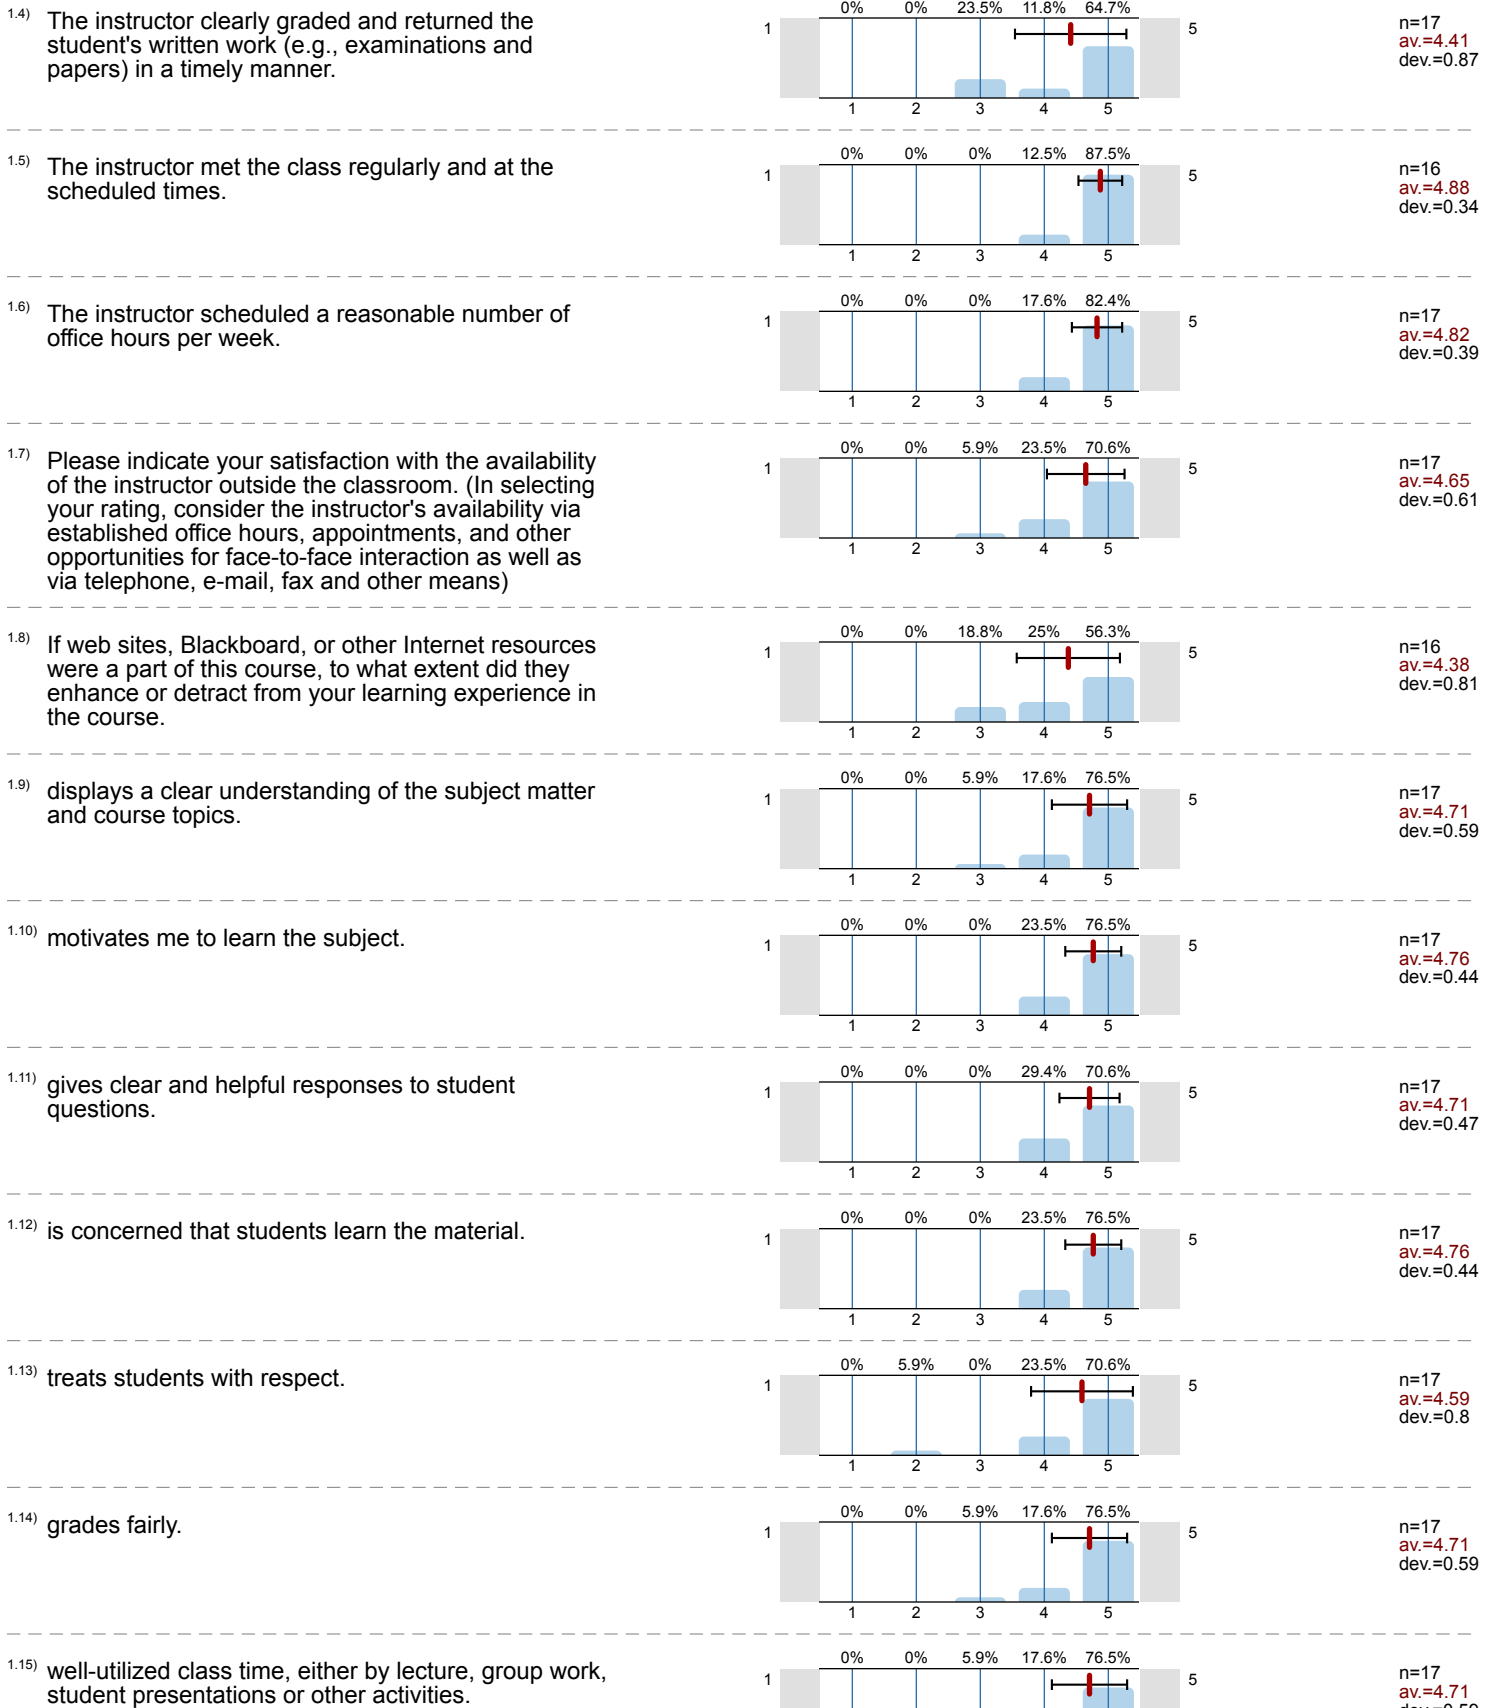 1.4) The instructor clearly graded and returned the
student's written work (e.g., examinations and
papers) in a timely manner.
0% 0% 23.5% 11.8% 64.7%
1 5
1 2 3 4 5
n=17
av.=4.41
dev.=0.87
1.5) The instructor met the class regularly and at the
scheduled times.
0% 0% 0% 12.5% 87.5%
1 5
1 2 3 4 5
n=16
av.=4.88
dev.=0.34
1.6) The instructor scheduled a reasonable number of
office hours per week.
0% 0% 0% 17.6% 82.4%
1 5
1 2 3 4 5
n=17
av.=4.82
dev.=0.39
1.7) Please indicate your satisfaction with the availability
of the instructor outside the classroom. (In selecting
your rating, consider the instructor's availability via
established office hours, appointments, and other
opportunities for face-to-face interaction as well as
via telephone, e-mail, fax and other means)
0% 0% 5.9% 23.5% 70.6%
1 5
1 2 3 4 5
n=17
av.=4.65
dev.=0.61
1.8) If web sites, Blackboard, or other Internet resources
were a part of this course, to what extent did they
enhance or detract from your learning experience in
the course.
0% 0% 18.8% 25% 56.3%
1 5
1 2 3 4 5
n=16
av.=4.38
dev.=0.81
1.9) displays a clear understanding of the subject matter
and course topics.
0% 0% 5.9% 17.6% 76.5%
1 5
1 2 3 4 5
n=17
av.=4.71
dev.=0.59
1.10) motivates me to learn the subject.
0% 0% 0% 23.5% 76.5%
1 5
1 2 3 4 5
n=17
av.=4.76
dev.=0.44
1.11) gives clear and helpful responses to student
questions.
0% 0% 0% 29.4% 70.6%
1 5
1 2 3 4 5
n=17
av.=4.71
dev.=0.47
1.12) is concerned that students learn the material.
0% 0% 0% 23.5% 76.5%
1 5
1 2 3 4 5
n=17
av.=4.76
dev.=0.44
1.13) treats students with respect.
0% 5.9% 0% 23.5% 70.6%
1 5
1 2 3 4 5
n=17
av.=4.59
dev.=0.8
1.14) grades fairly.
0% 0% 5.9% 17.6% 76.5%
1 5
1 2 3 4 5
n=17
av.=4.71
dev.=0.59
1.15) well-utilized class time, either by lecture, group work,
student presentations or other activities.
0% 0% 5.9% 17.6% 76.5%
1 5
n=17
av.=4.71